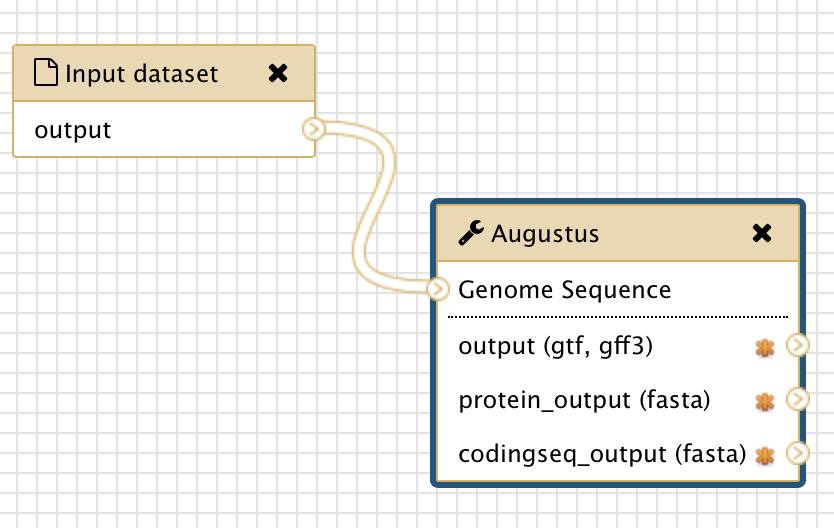 Input dataset
output
Augustus
Genome Sequence
output (gtf, gff3)
protein_output (fasta)
codingseq_output (fasta)